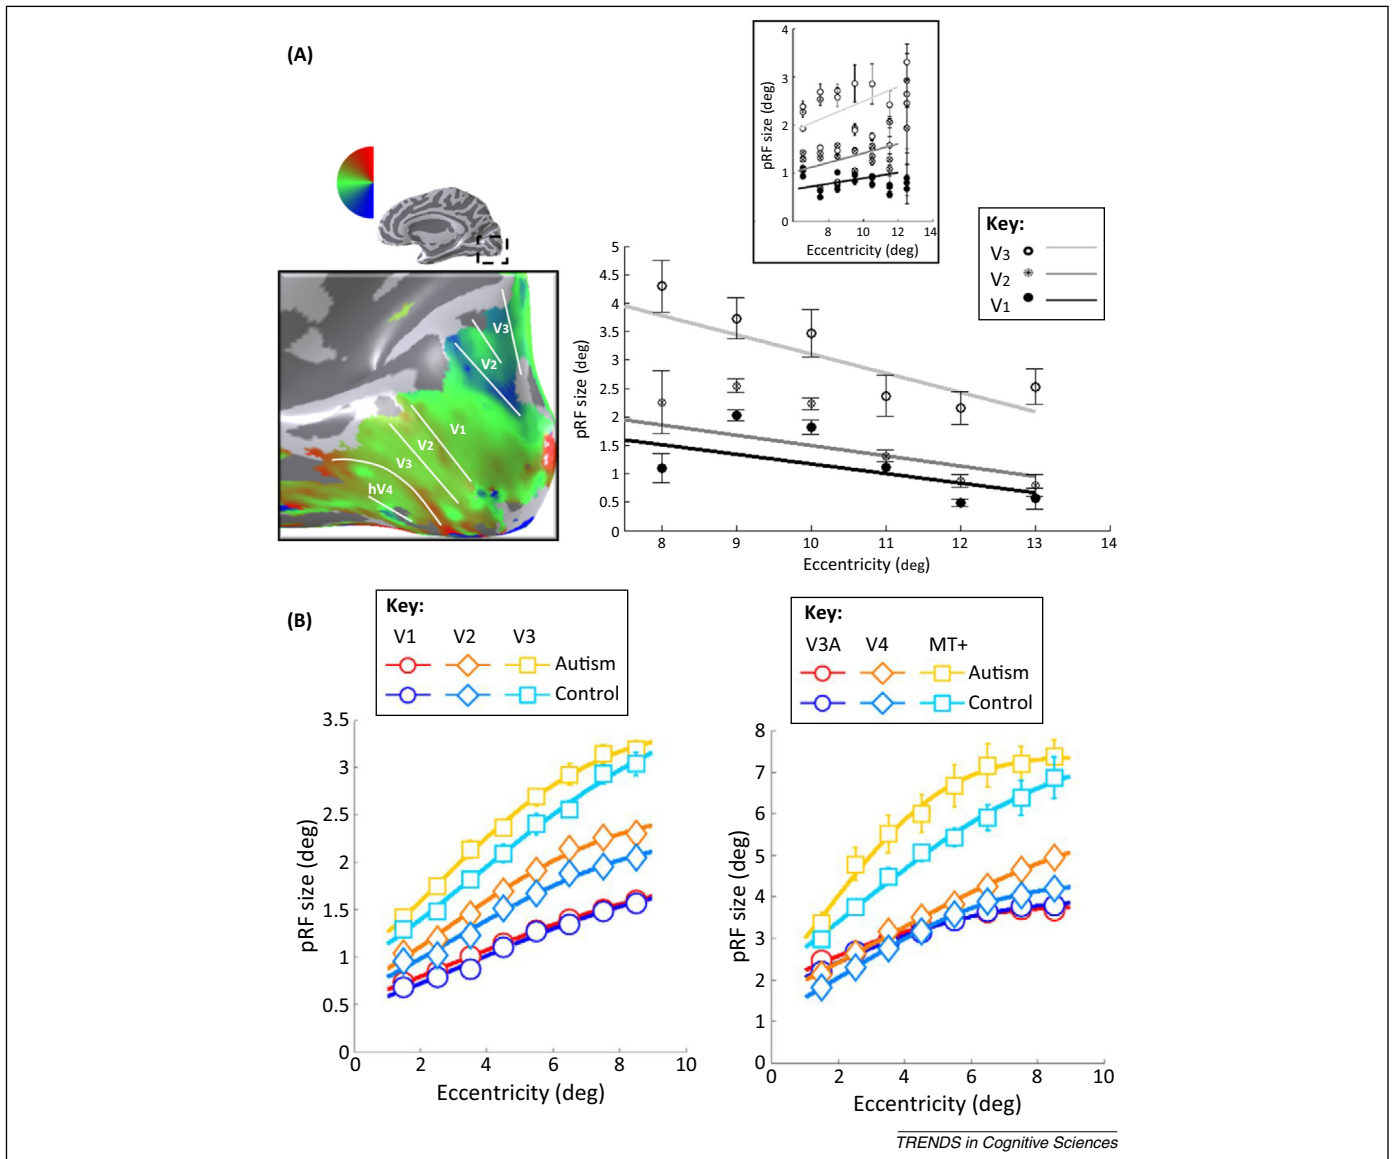 (A)
4
3
2
1
0
pRF size (deg)
8 10 12 14
Eccentricity (deg)
Key:
V3
V2
V1
V3
V2
V1
V2
V3
hV4
5
4.5
4
3.5
3
2.5
2
1.5
1
0.5
0
pRF size (deg)
8 9 10 11 12 13 14
Eccentricity (deg)
(B)
Key:
V1 V2 V3
Autism
Control
3.5
3
2.5
2
1.5
1
0.5
0
pRF size (deg)
0 2 4 6 8 10
Eccentricity (deg)
Key:
V3A V4 MT+
Autism
Control
8
7
6
5
4
3
2
1
0
pRF size (deg)
0 2 4 6 8 10
Eccentricity (deg)
TRENDS in Cognitive Sciences